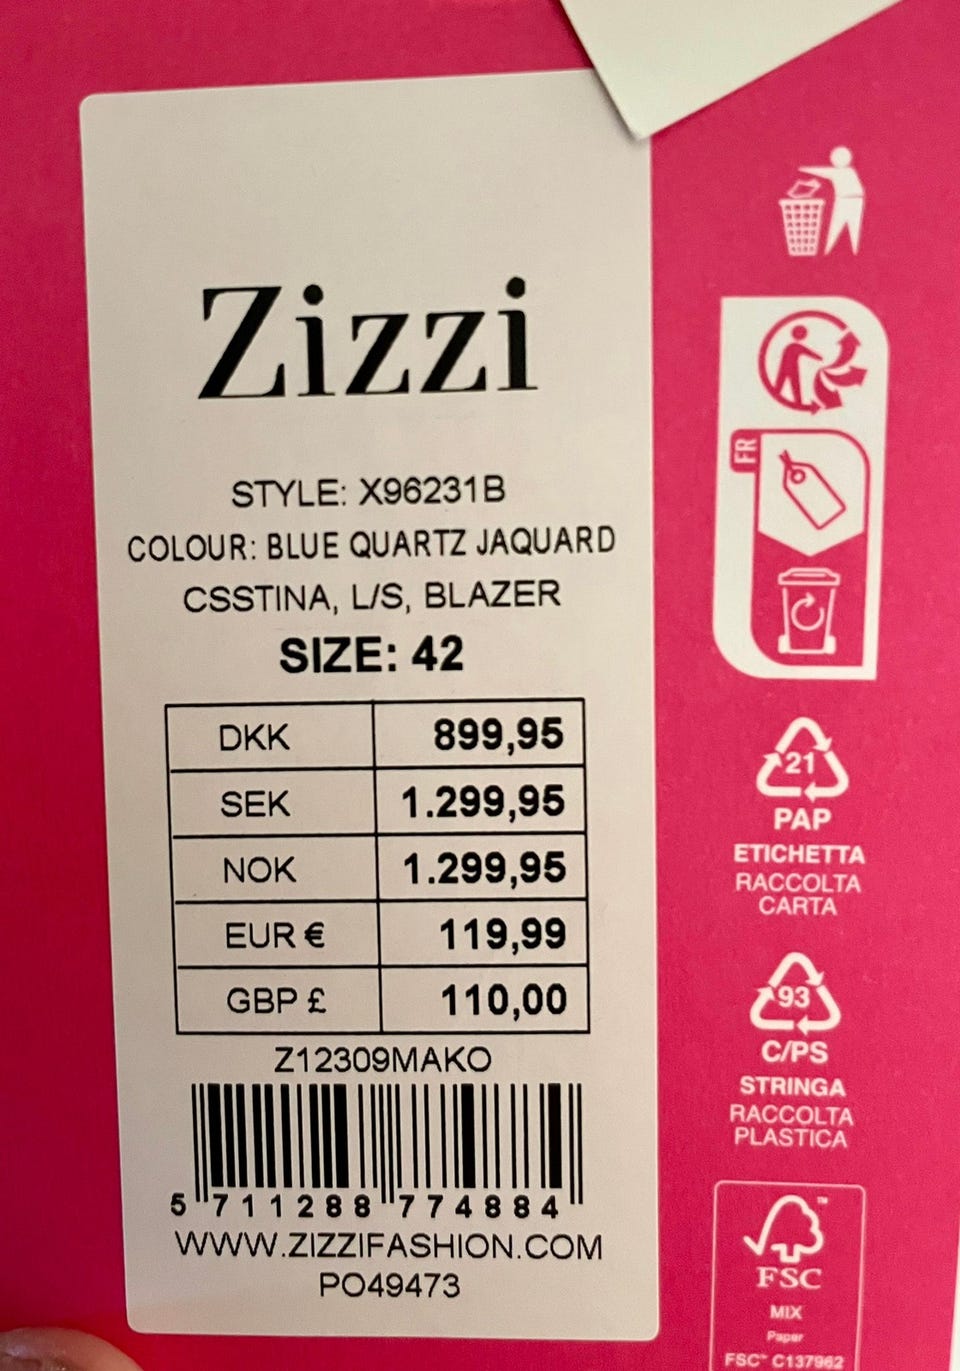 Zizzi
STYLE: X96231B
COLOUR: BLUE QUARTZ JAQUARD
CSSTINA, L/S, BLAZER
SIZE: 42
DKK 899,95
SEK 1.299,95
NOK 1.299,95
EUR € 119,99
GBP £ 110,00
Z12309MAKO
5 711288 774884
WWW.ZIZZIFASHION.COM
PO49473
FR
21
PAP
ETICHETTA
RACCOLTA
CARTA
93
C/PS
STRINGA
RACCOLTA
PLASTICA
™
FSC
MIX
Paper
FSC™ C137962